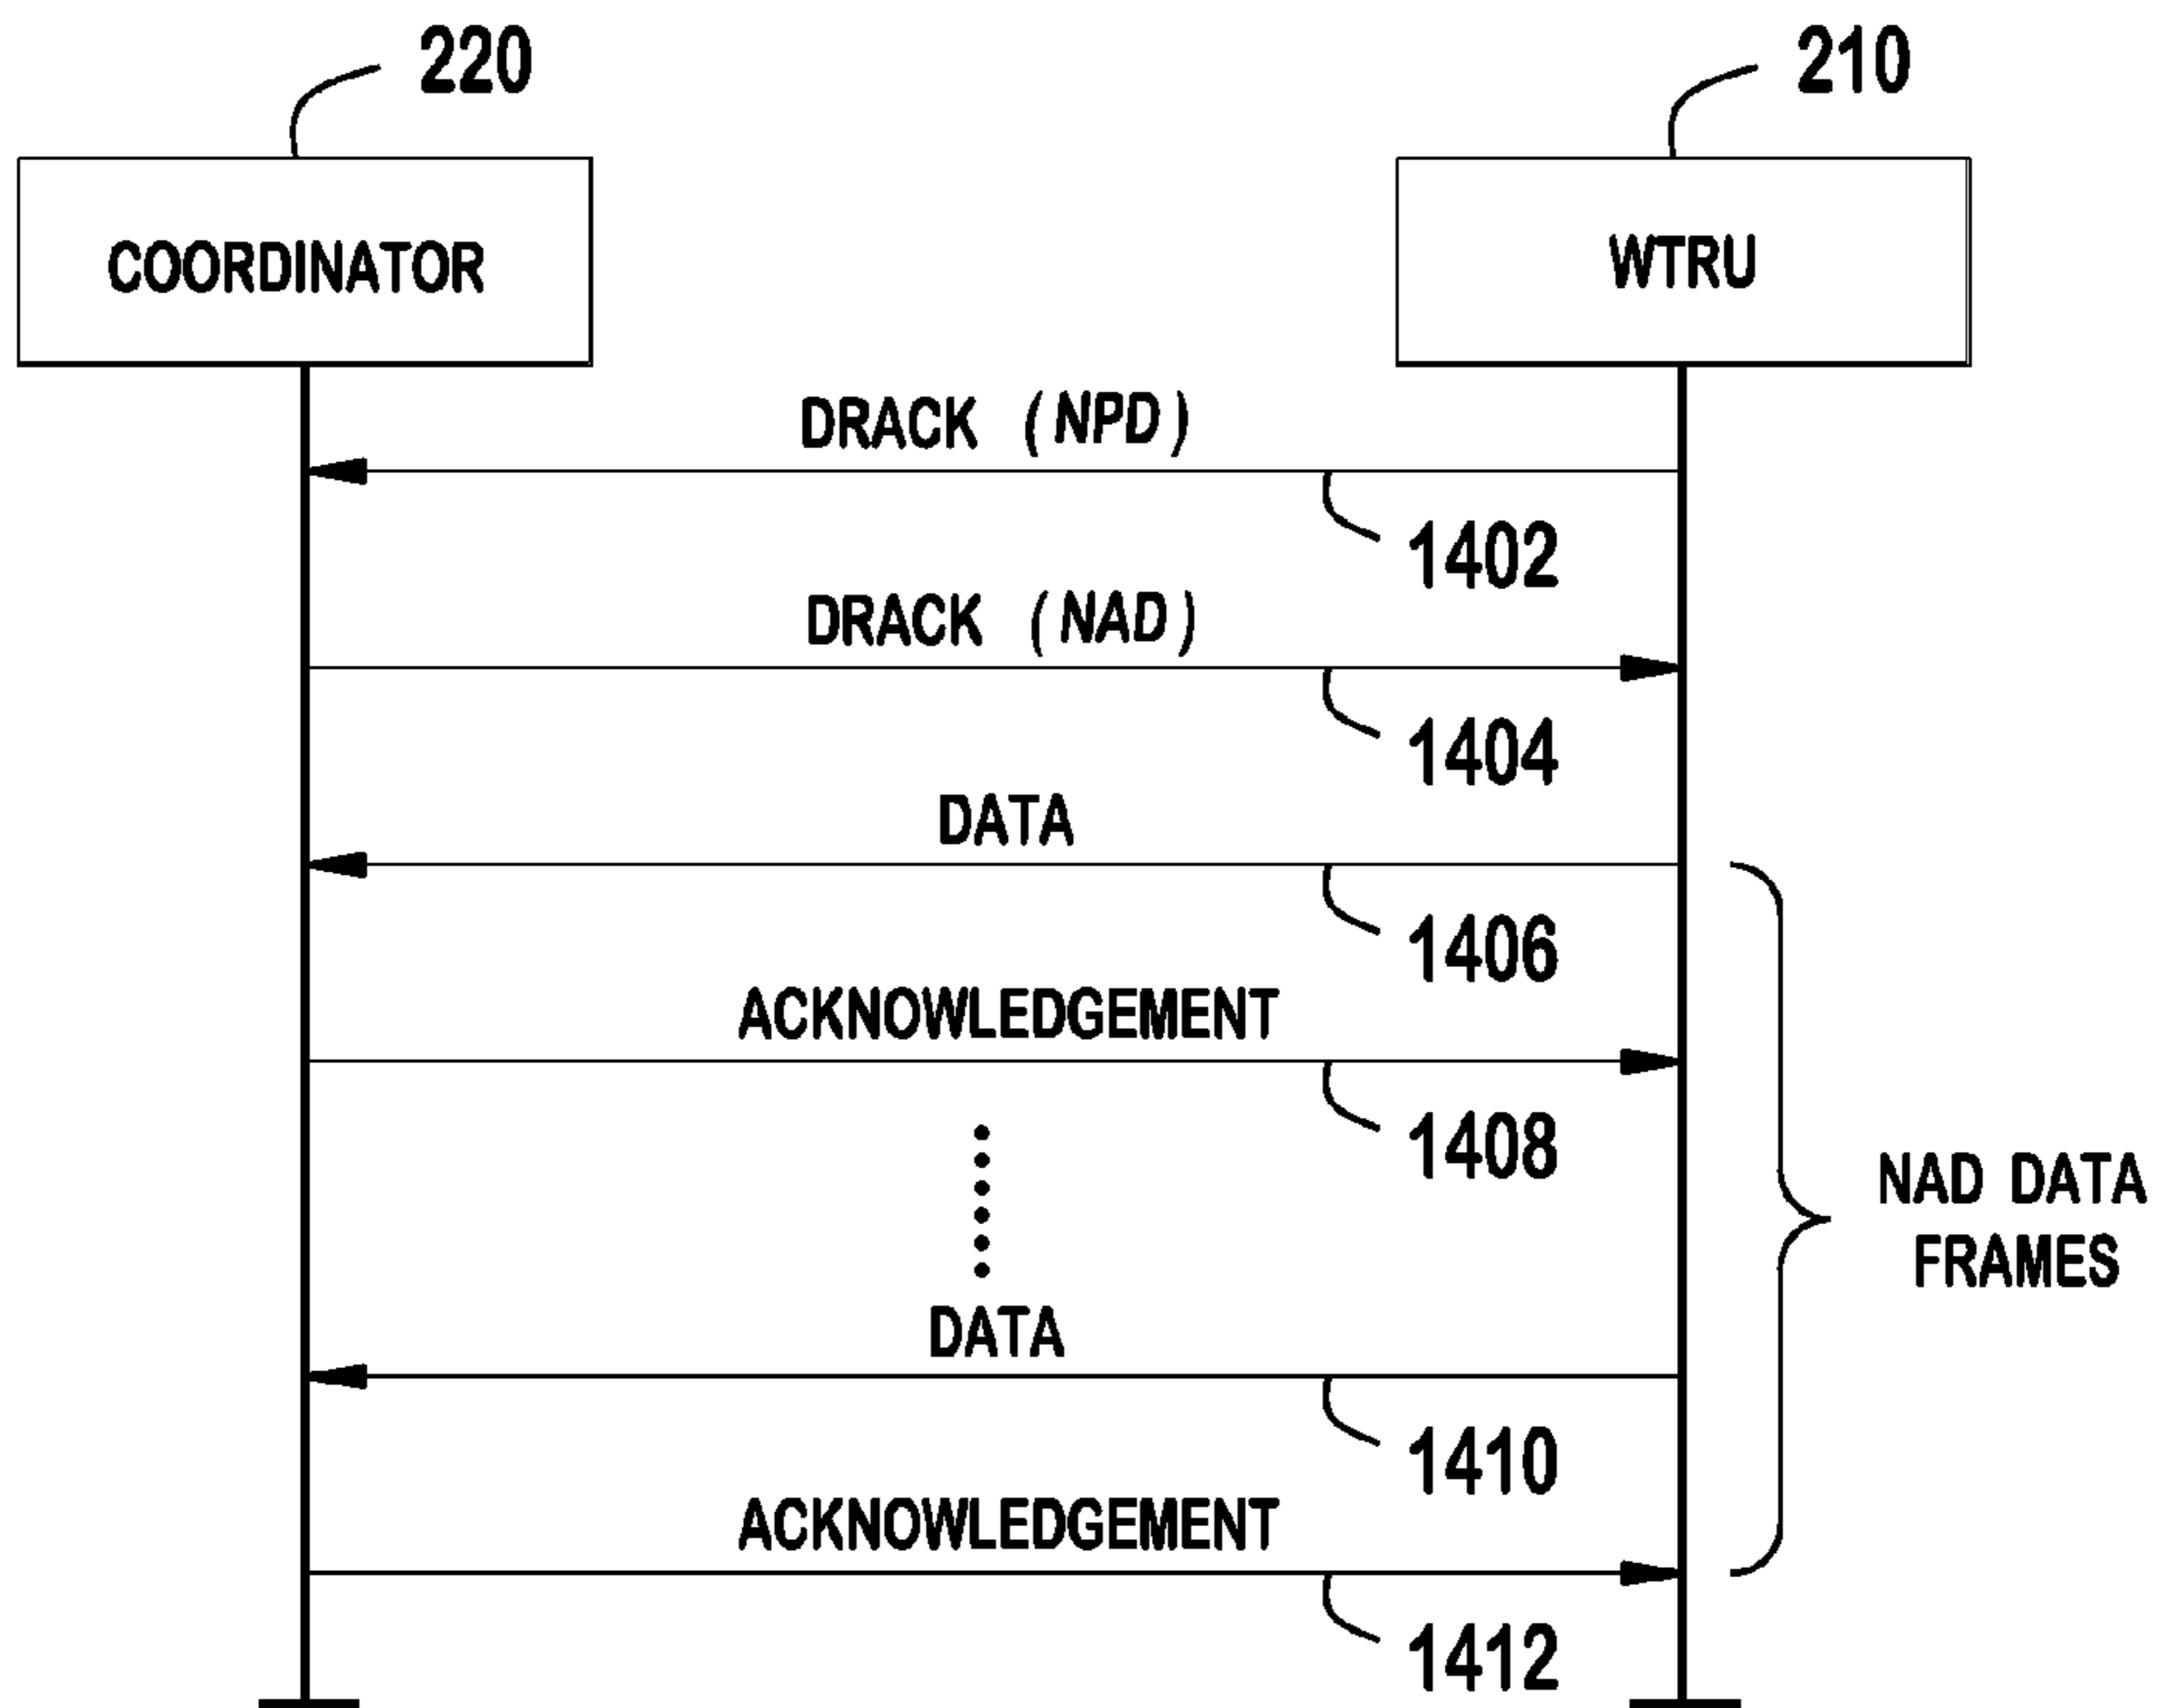 220
210
COORDINATOR
WTRU
DRACK (NPD)
1402
DRACK (NAD)
1404
DATA
1406
ACKNOWLEDGEMENT
1408
NAD DATA
FRAMES
DATA
1410
ACKNOWLEDGEMENT
1412